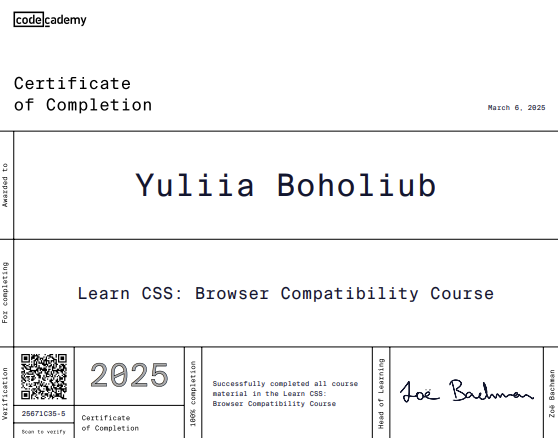 codecademy
Certificate
of Completion
March 6, 2025
Awarded to
Yuliia Boholiub
For completing
Learn CSS: Browser Compatibility Course
Verification
25671C35-5
Scan to verify
2025
Certificate
of Completion
100% completion
Successfully completed all course
material in the Learn CSS:
Browser Compatibility Course
Head of Learning
Zoë Bachman
Zoë Bachman